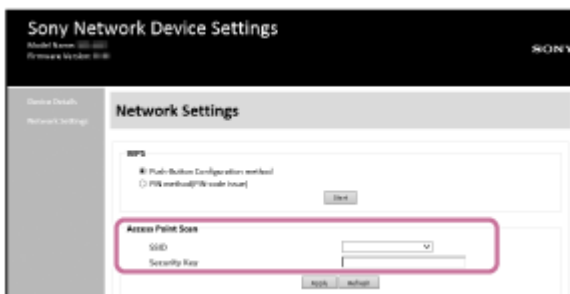 Sony Network Device Settings
Model Name:
SONY
Firmware Version:
Device Details
Network Settings
Network Settings
WPS
Push-Button Configuration method
PIN method(PIN code issue)
Start
Access Point Scan
SSID
Security Key
Apply Refresh